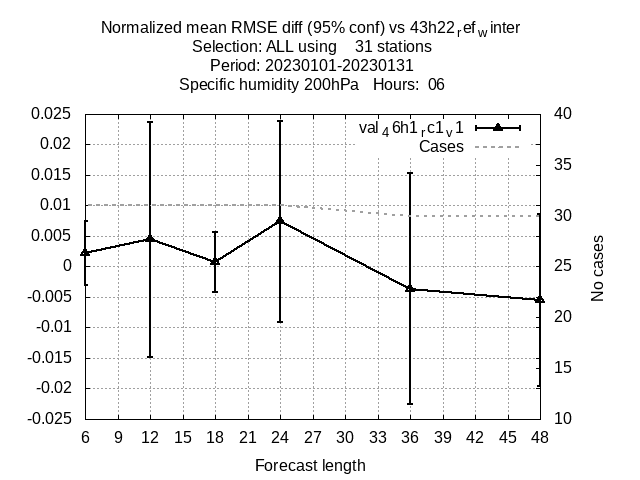 Normalized mean RMSE diff (95% conf) vs 43h22refwinter
Selection: ALL using 31 stations
Period: 20230101-20230131
Specific humidity 200hPa Hours: 06
val46h1rc1v1
Cases
0.025
0.02
0.015
0.01
0.005
0
-0.005
-0.01
-0.015
-0.02
-0.025
40
35
30
25
20
15
10
No cases
6 9 12 15 18 21 24 27 30 33 36 39 42 45 48
Forecast length